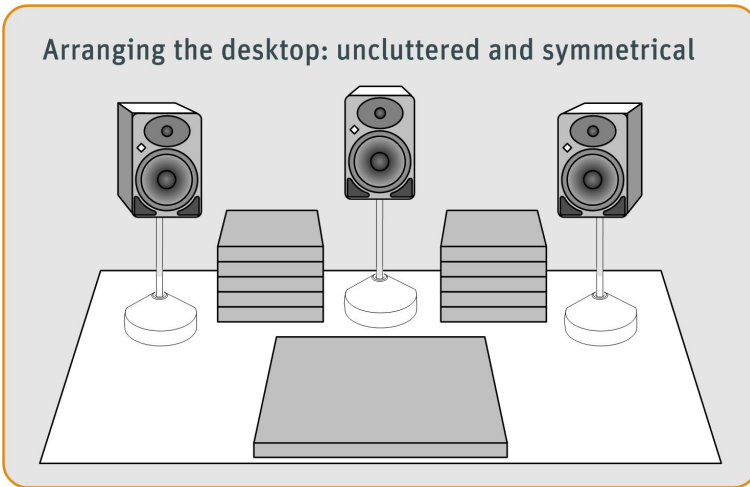 Arranging the desktop: uncluttered and symmetrical